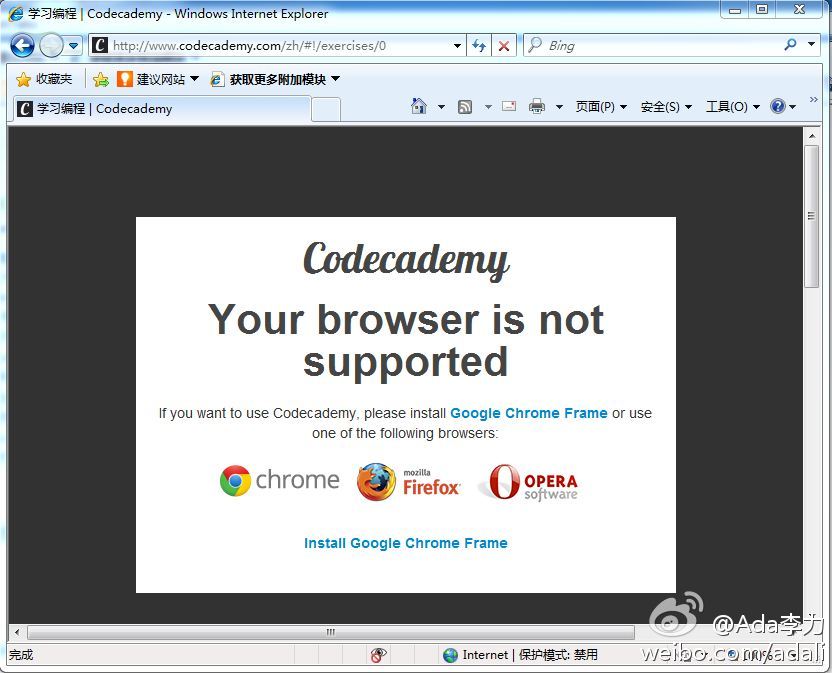 学习编程 | Codecademy - Windows Internet Explorer
http://www.codecademy.com/zh/#!/exercises/0
Bing
收藏夹
建议网站
获取更多附加模块
学习编程 | Codecademy
页面(P)
安全(S)
工具(O)
Codecademy
Your browser is not
supported
If you want to use Codecademy, please install Google Chrome Frame or use
one of the following browsers:
chrome
mozilla
Firefox
OPERA
software
Install Google Chrome Frame
@Ada李力
完成
Internet | 保护模式: 禁用
100%
weibo.com/adali